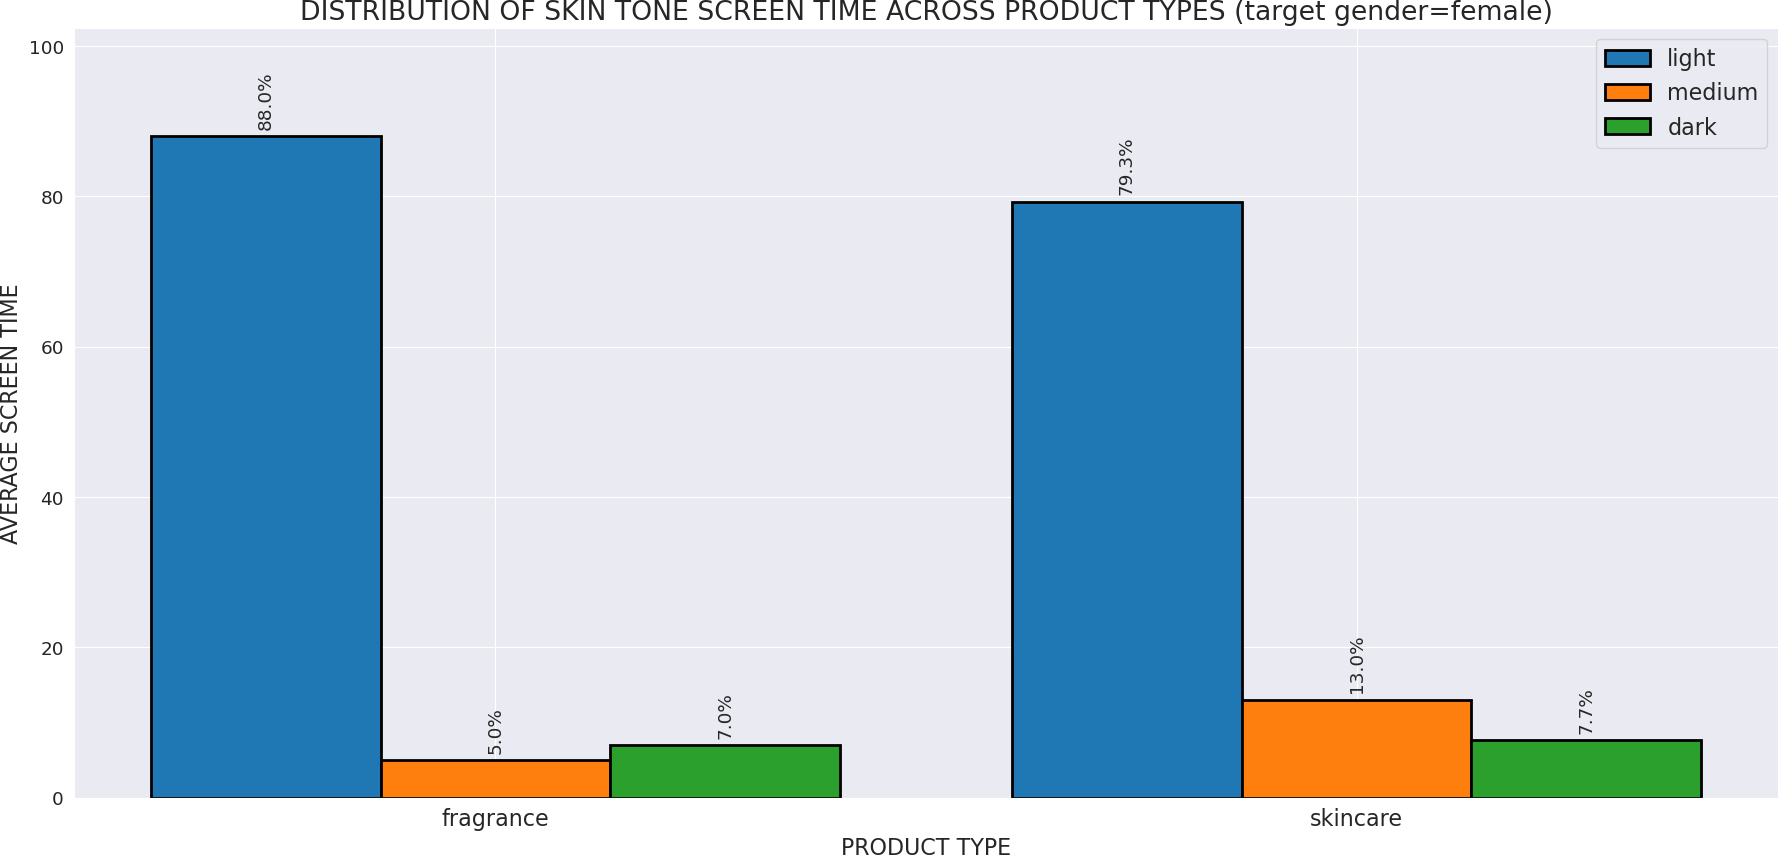 DISTRIBUTION OF SKIN TONE SCREEN TIME ACROSS PRODUCT TYPES (target gender=female)
light
medium
dark
AVERAGE SCREEN TIME
100
80
60
40
20
0
88.0%
5.0%
7.0%
79.3%
13.0%
7.7%
fragrance
skincare
PRODUCT TYPE